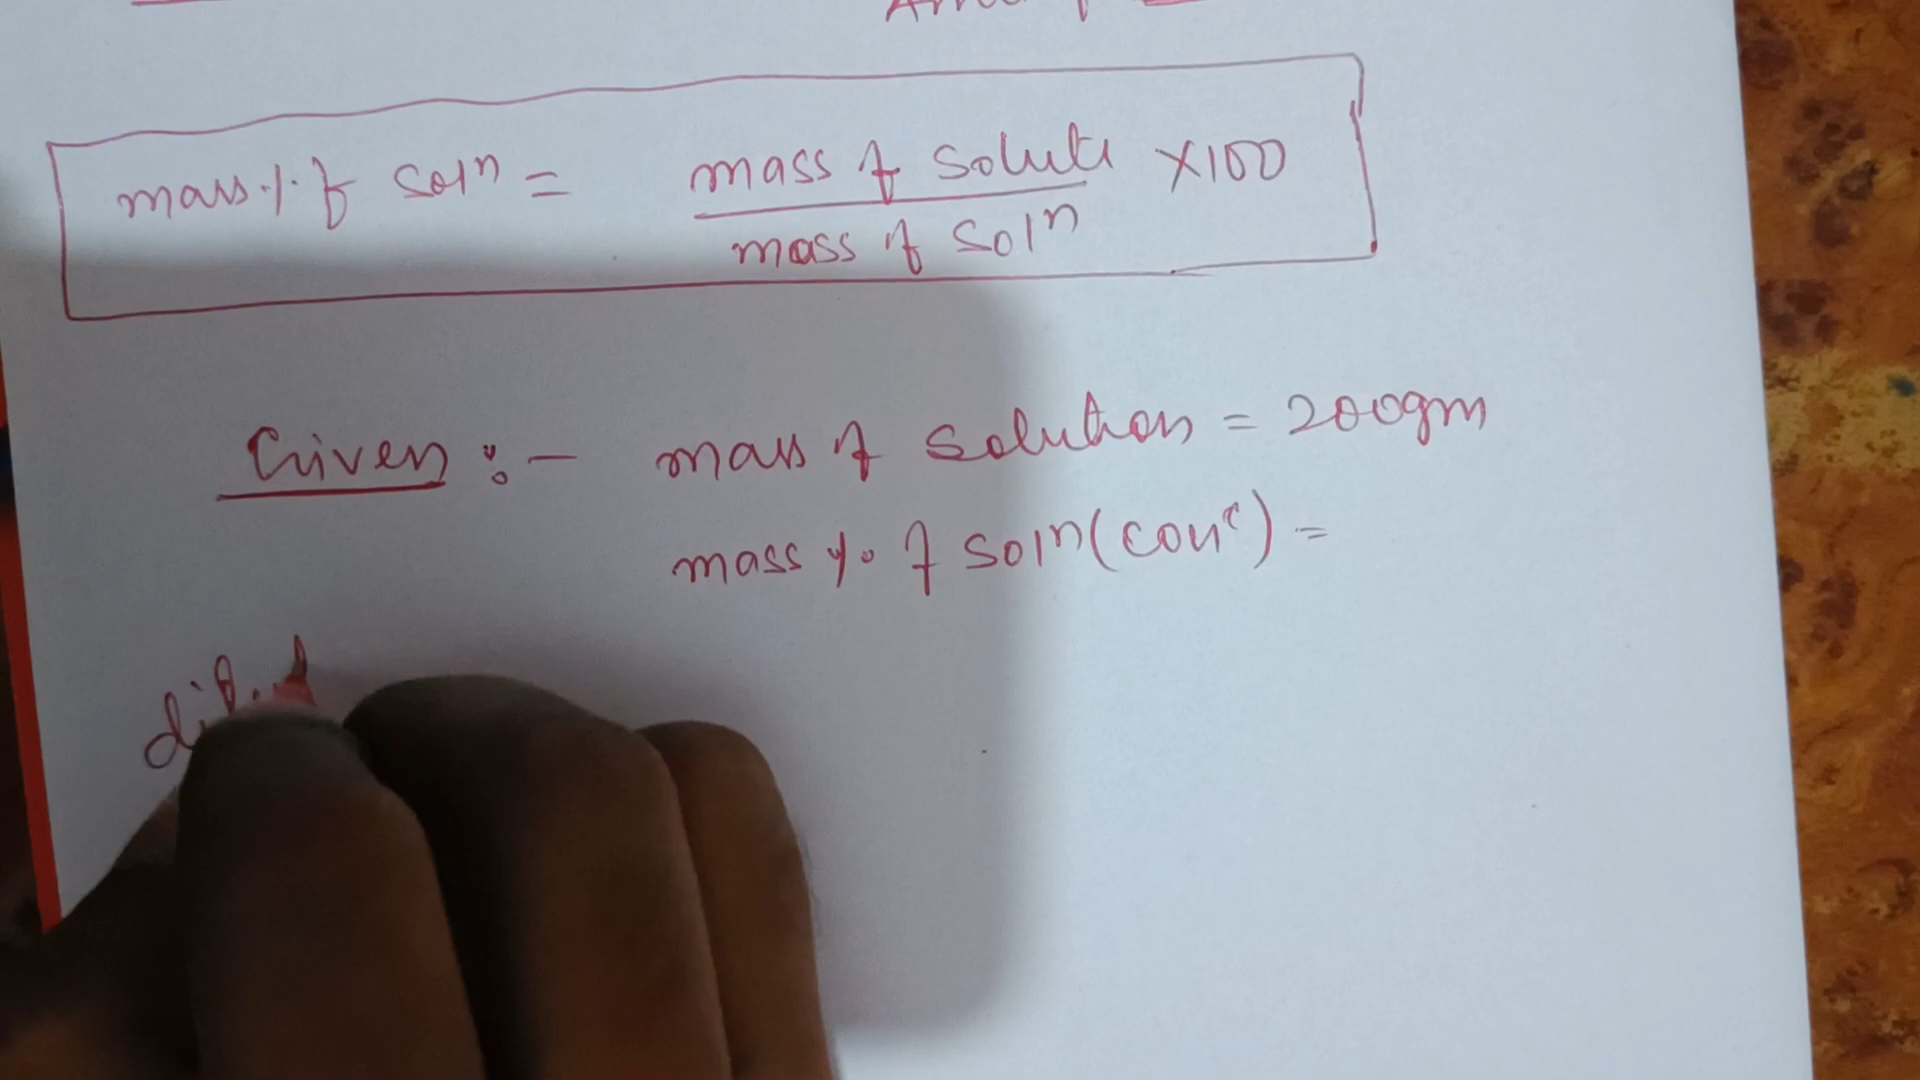 mass % of solⁿ = mass of solute / mass of solⁿ ×100
Given :- mass of solution = 200gm
mass % of solⁿ (conᶜ) =